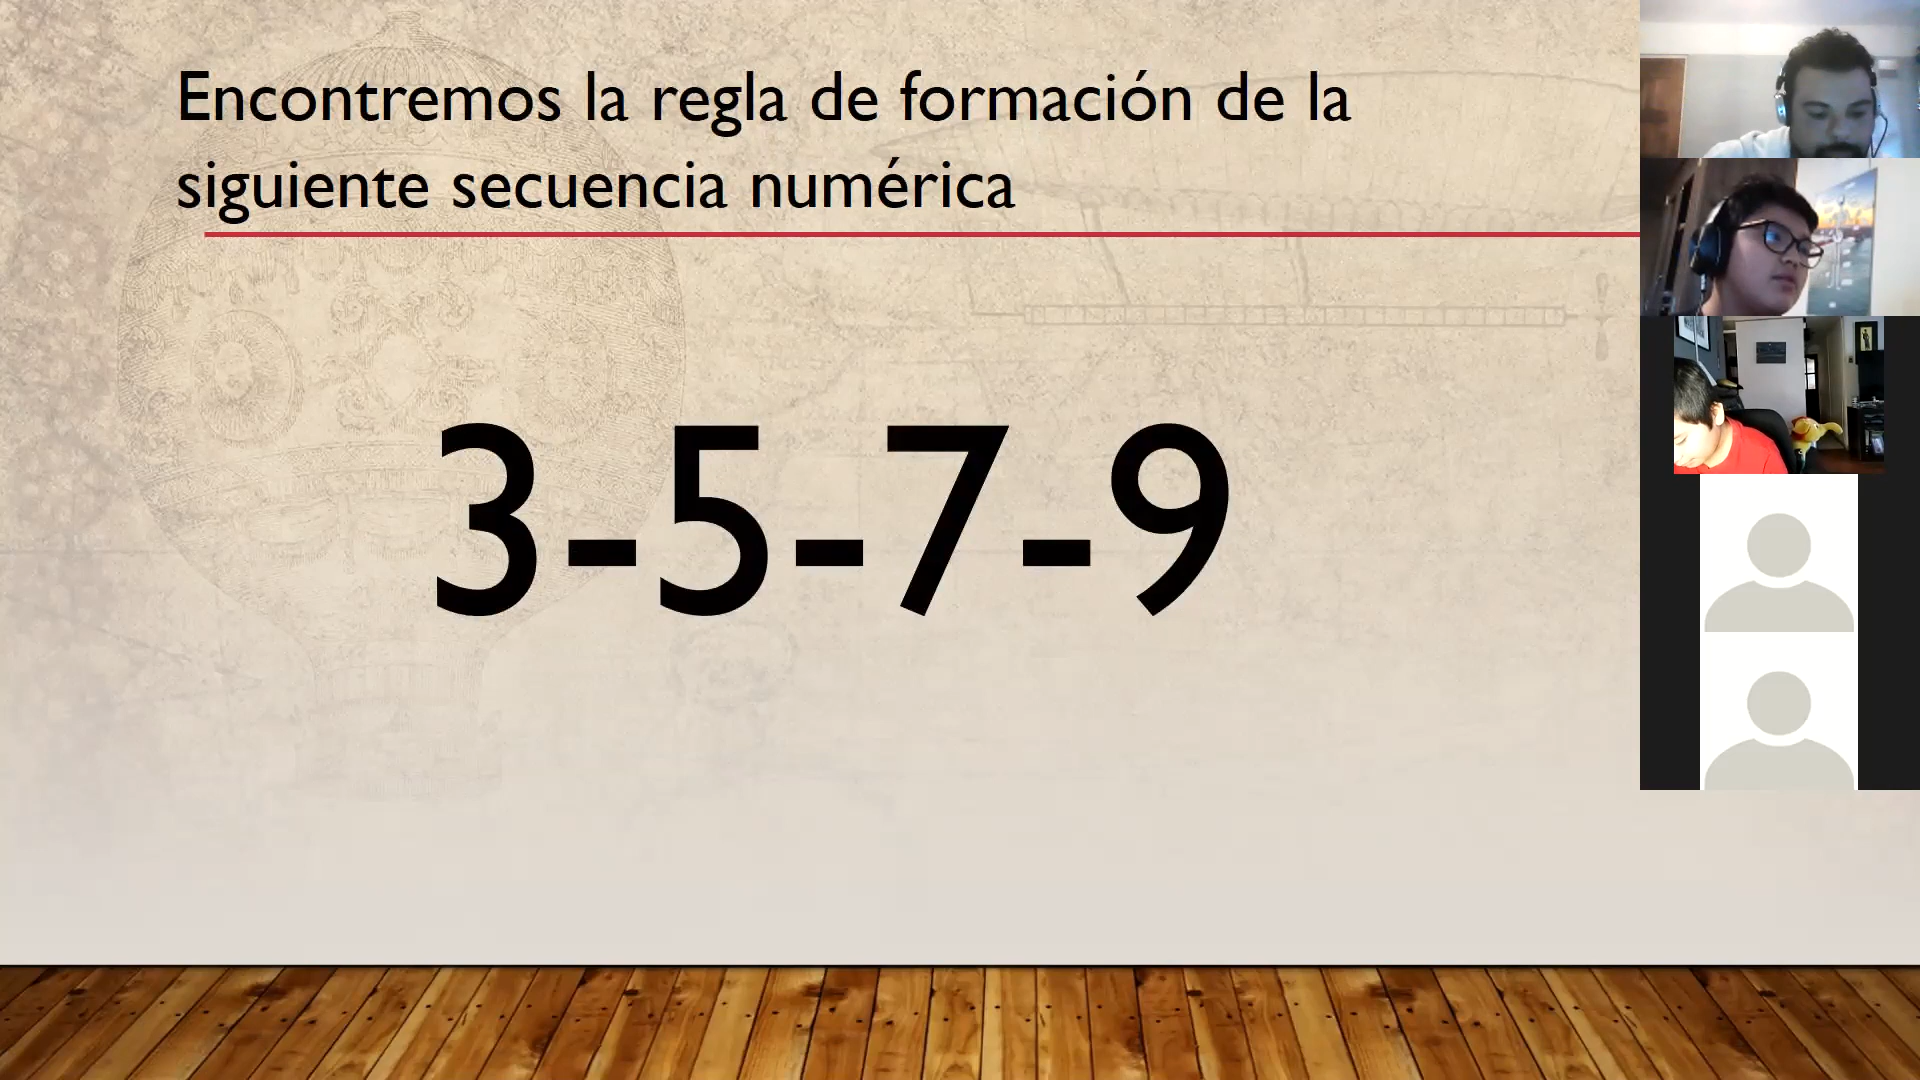 Encontremos la regla de formación de la
siguiente secuencia numérica
3-5-7-9